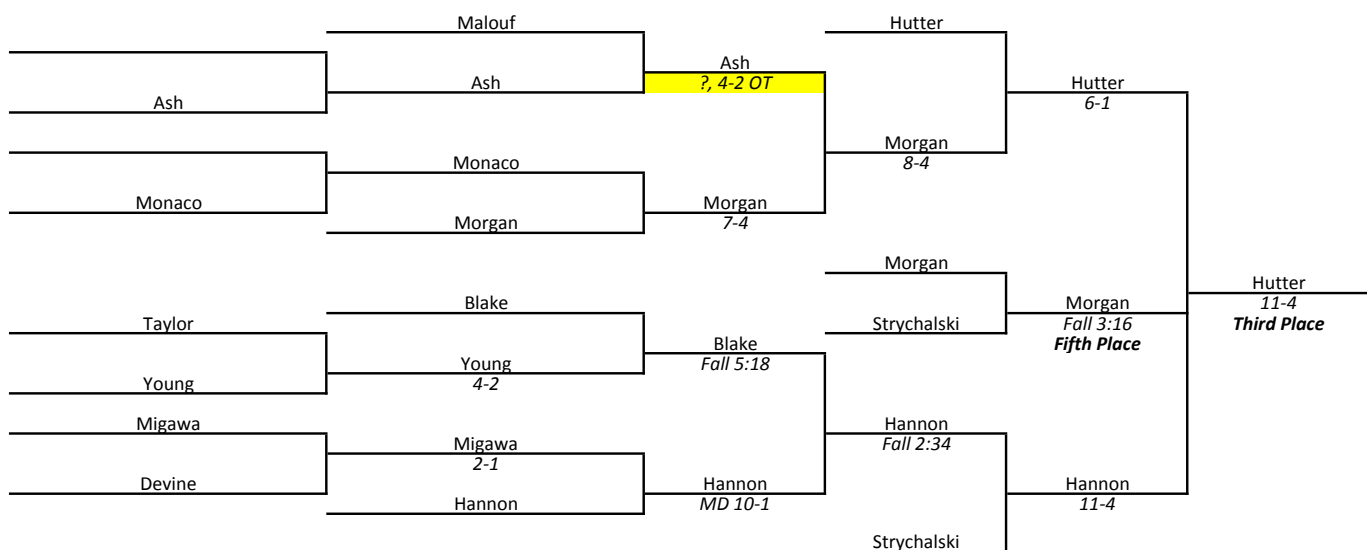 Malouf
Hutter
Ash
?, 4-2 OT
Ash
Ash
Hutter
6-1
Morgan
8-4
Monaco
Monaco
Morgan
7-4
Morgan
Morgan
Hutter
11-4
Third Place
Blake
Morgan
Fall 3:16
Fifth Place
Taylor
Strychalski
Blake
Fall 5:18
Young
4-2
Young
Migawa
Hannon
Fall 2:34
Migawa
2-1
Devine
Hannon
MD 10-1
Hannon
11-4
Hannon
Strychalski